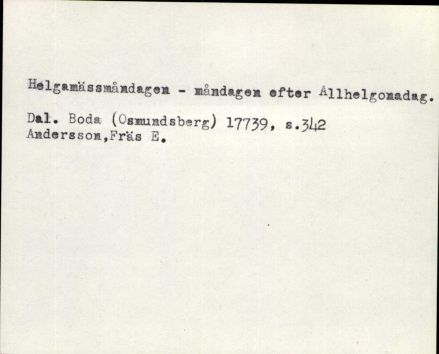 Helgamässmåndagen - måndagen efter Allhelgonadag.
Dal. Boda (Osmundsberg) 17739, s.342
Andersson,Fräs E.